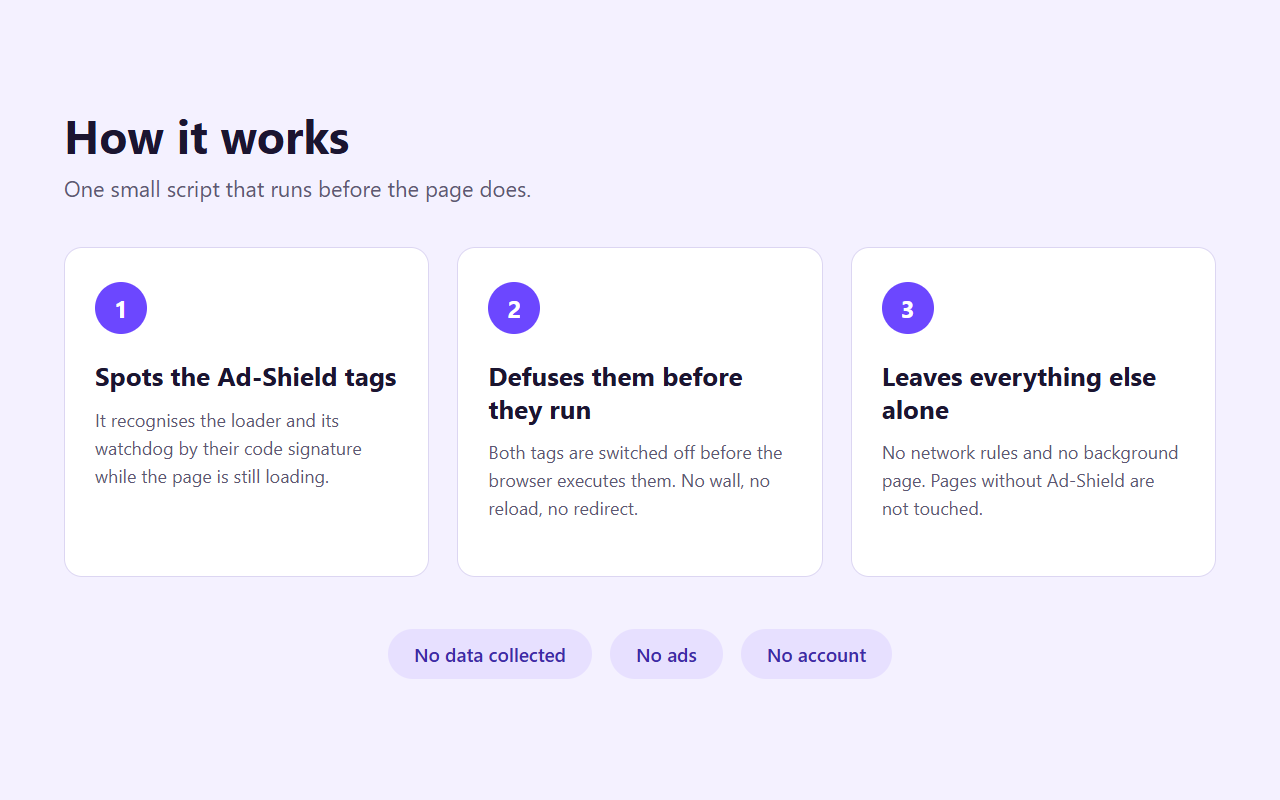 How it works
One small script that runs before the page does.
1
Spots the Ad-Shield tags
It recognises the loader and its
watchdog by their code signature
while the page is still loading.
2
Defuses them before
they run
Both tags are switched off before the
browser executes them. No wall, no
reload, no redirect.
3
Leaves everything else
alone
No network rules and no background
page. Pages without Ad-Shield are
not touched.
No data collected
No ads
No account